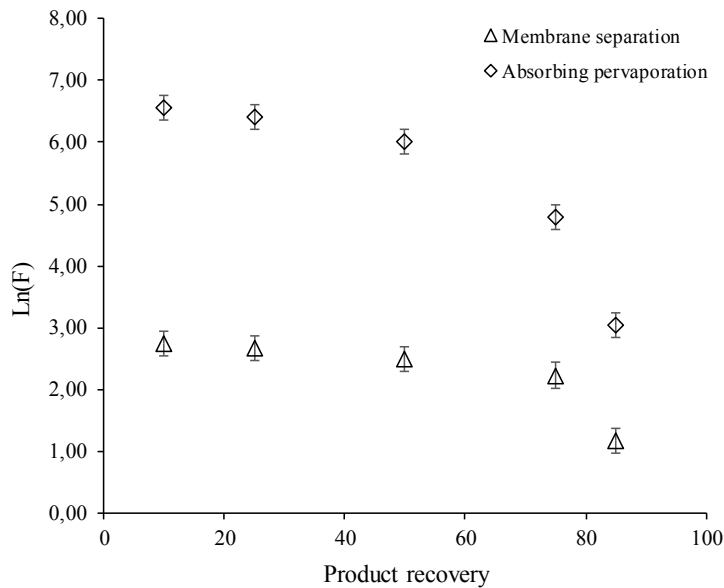 8,00
Membrane separation
7,00
Absorbing pervaporation
6,00
5,00
Ln(F)
4,00
3,00
2,00
1,00
0,00
0 20 40 60 80 100
Product recovery